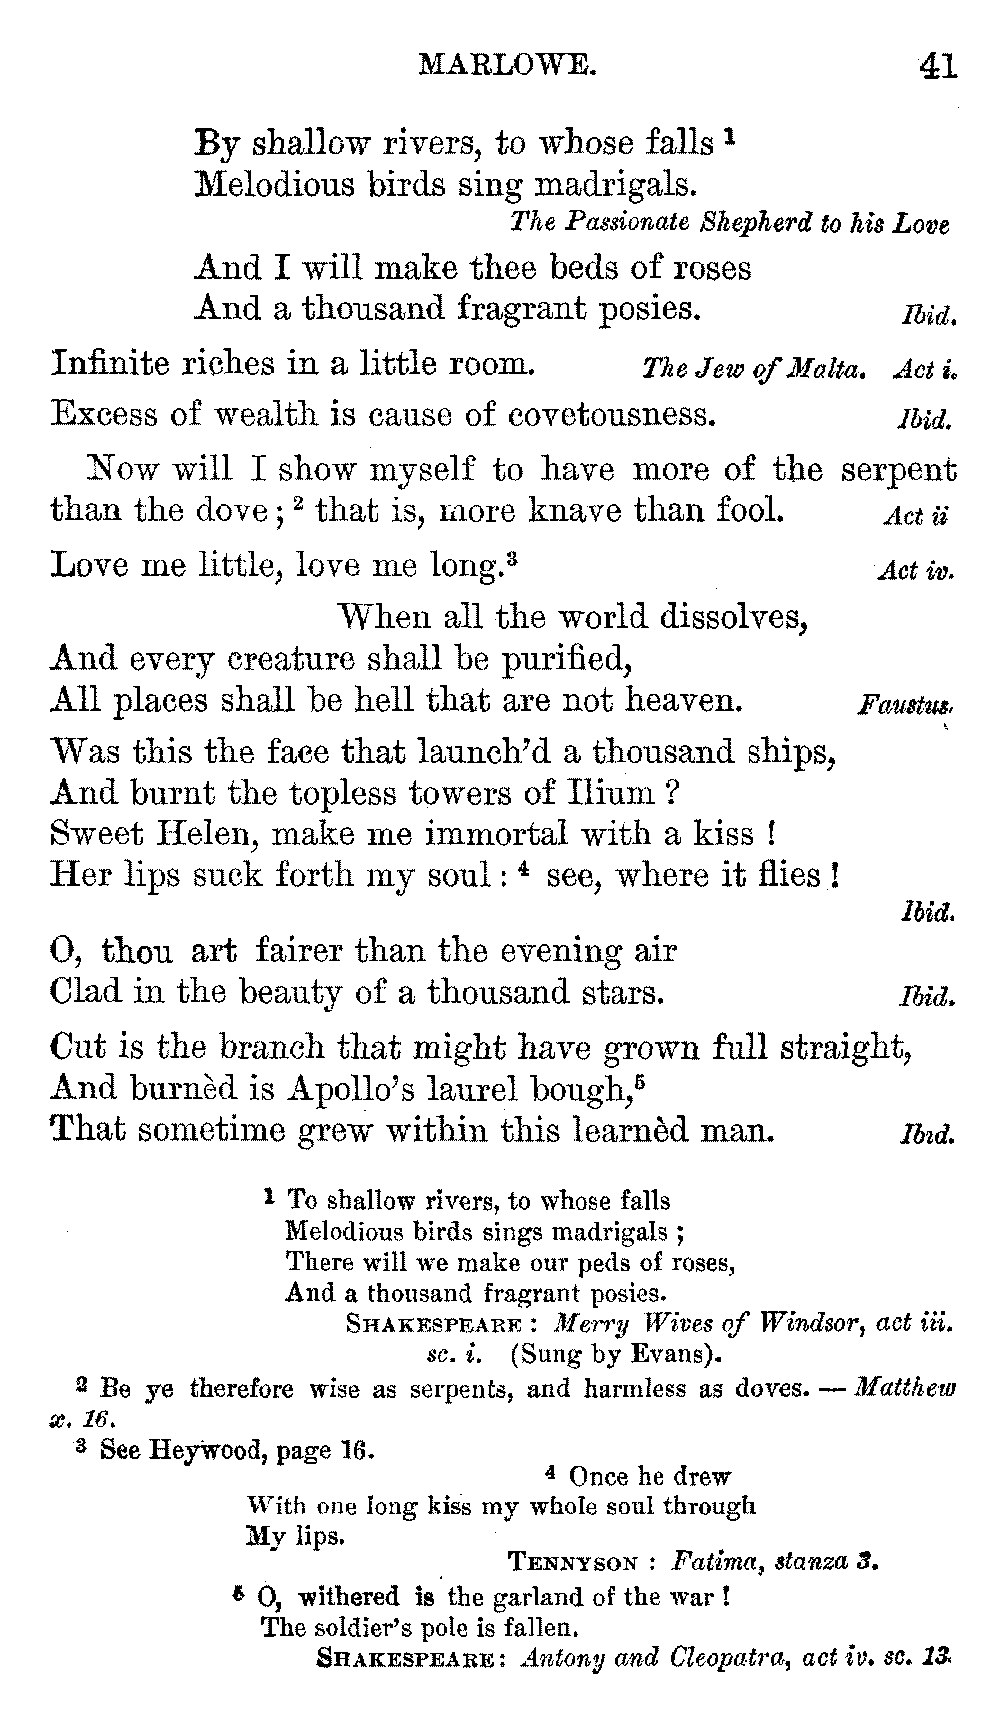 MARLOWE. 41
By shallow rivers, to whose falls ¹
Melodious birds sing madrigals.
The Passionate Shepherd to his Love
And I will make thee beds of roses
And a thousand fragrant posies. Ibid.
Infinite riches in a little room. The Jew of Malta. Act i.
Excess of wealth is cause of covetousness. Ibid.
Now will I show myself to have more of the serpent
than the dove; ² that is, more knave than fool. Act ii
Love me little, love me long.³ Act iv.
When all the world dissolves,
And every creature shall be purified,
All places shall be hell that are not heaven. Faustus.
Was this the face that launch'd a thousand ships,
And burnt the topless towers of Ilium?
Sweet Helen, make me immortal with a kiss!
Her lips suck forth my soul: ⁴ see, where it flies!
Ibid.
O, thou art fairer than the evening air
Clad in the beauty of a thousand stars. Ibid.
Cut is the branch that might have grown full straight,
And burnèd is Apollo's laurel bough,⁵
That sometime grew within this learnèd man. Ibid.
¹ To shallow rivers, to whose falls
Melodious birds sings madrigals;
There will we make our peds of roses,
And a thousand fragrant posies.
SHAKESPEARE: Merry Wives of Windsor, act iii.
sc. i. (Sung by Evans).
² Be ye therefore wise as serpents, and harmless as doves. — Matthew
x. 16.
³ See Heywood, page 16.
⁴ Once he drew
With one long kiss my whole soul through
My lips.
TENNYSON: Fatima, stanza 3.
⁵ O, withered is the garland of the war!
The soldier's pole is fallen.
SHAKESPEARE: Antony and Cleopatra, act iv. sc. 13.